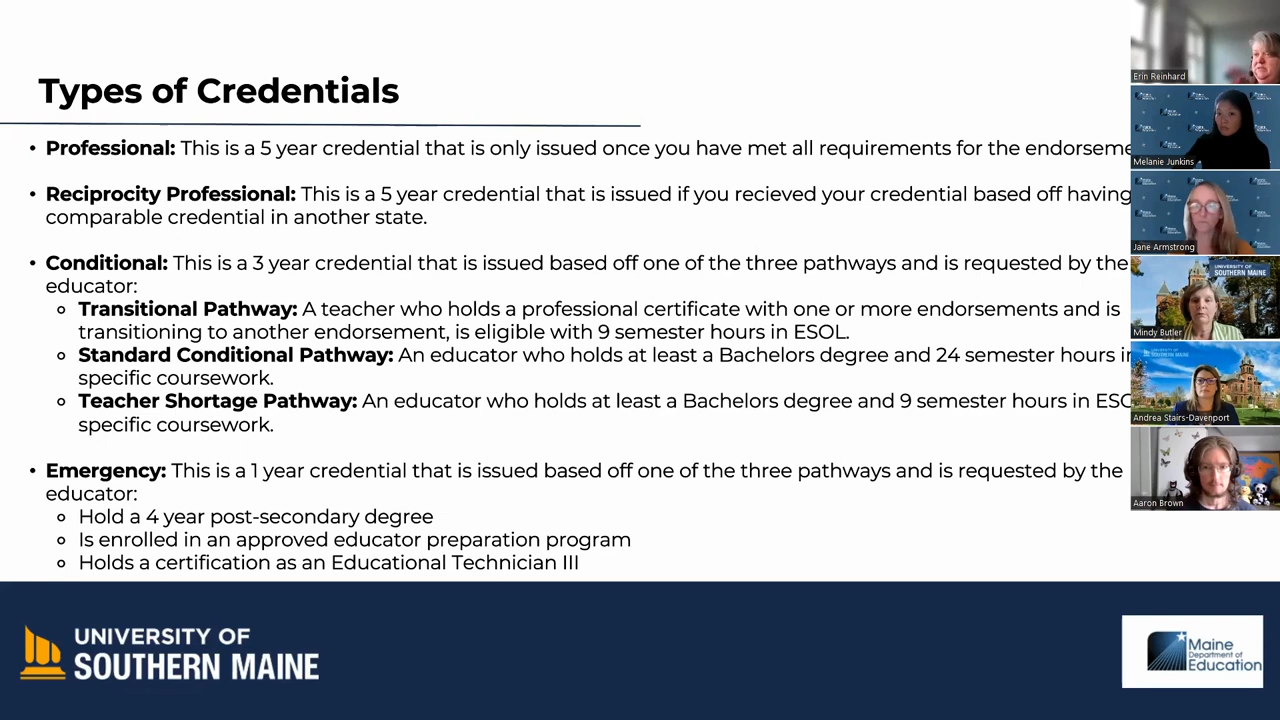 Types of Credentials
• Professional: This is a 5 year credential that is only issued once you have met all requirements for the
• Reciprocity Professional: This is a 5 year credential that is issued if you recieved your credential based off having
comparable credential in another state.
• Conditional: This is a 3 year credential that is issued based off one of the three pathways and is requested by the
educator:
Transitional Pathway: A teacher who holds a professional certificate with one or more endorsements and is
transitioning to another endorsement, is eligible with 9 semester hours in ESOL.
Standard Conditional Pathway: An educator who holds at least a Bachelors degree and 24 semester hours in
specific coursework.
Teacher Shortage Pathway: An educator who holds at least a Bachelors degree and 9 semester hours in
specific coursework.
• Emergency: This is a 1 year credential that is issued based off one of the three pathways and is requested by the
educator:
Hold a 4 year post-secondary degree
Is enrolled in an approved educator preparation program
Holds a certification as an Educational Technician III
UNIVERSITY OF
SOUTHERN MAINE
Maine
Department of
Education
Erin Reinhard
Melanie Junkins
Jane Armstrong
UNIVERSITY OF
SOUTHERN MAINE
Mindy Butler
Andrea Stairs-Davenport
Aaron Brown